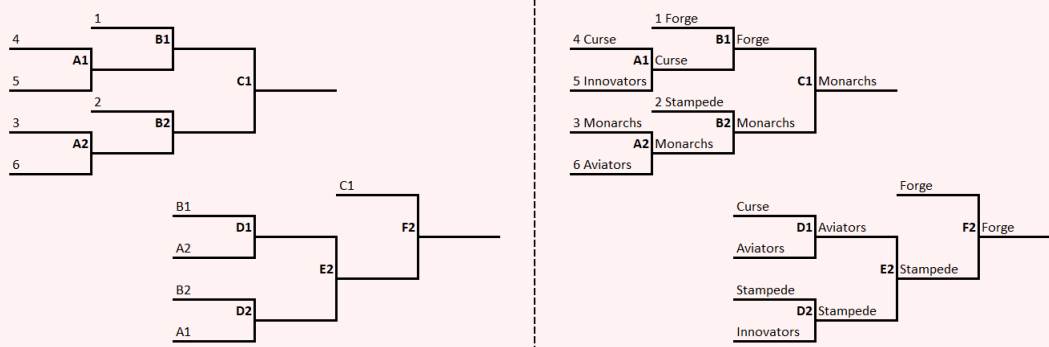 1
4
B1
A1
5
C1
2
3
B2
A2
6
C1
B1
D1
F2
A2
E2
B2
D2
A1
1 Forge
4 Curse
B1 Forge
A1 Curse
5 Innovators
C1 Monarchs
2 Stampede
3 Monarchs
B2 Monarchs
A2 Monarchs
6 Aviators
Forge
Curse
D1 Aviators
F2 Forge
Aviators
E2 Stampede
Stampede
D2 Stampede
Innovators